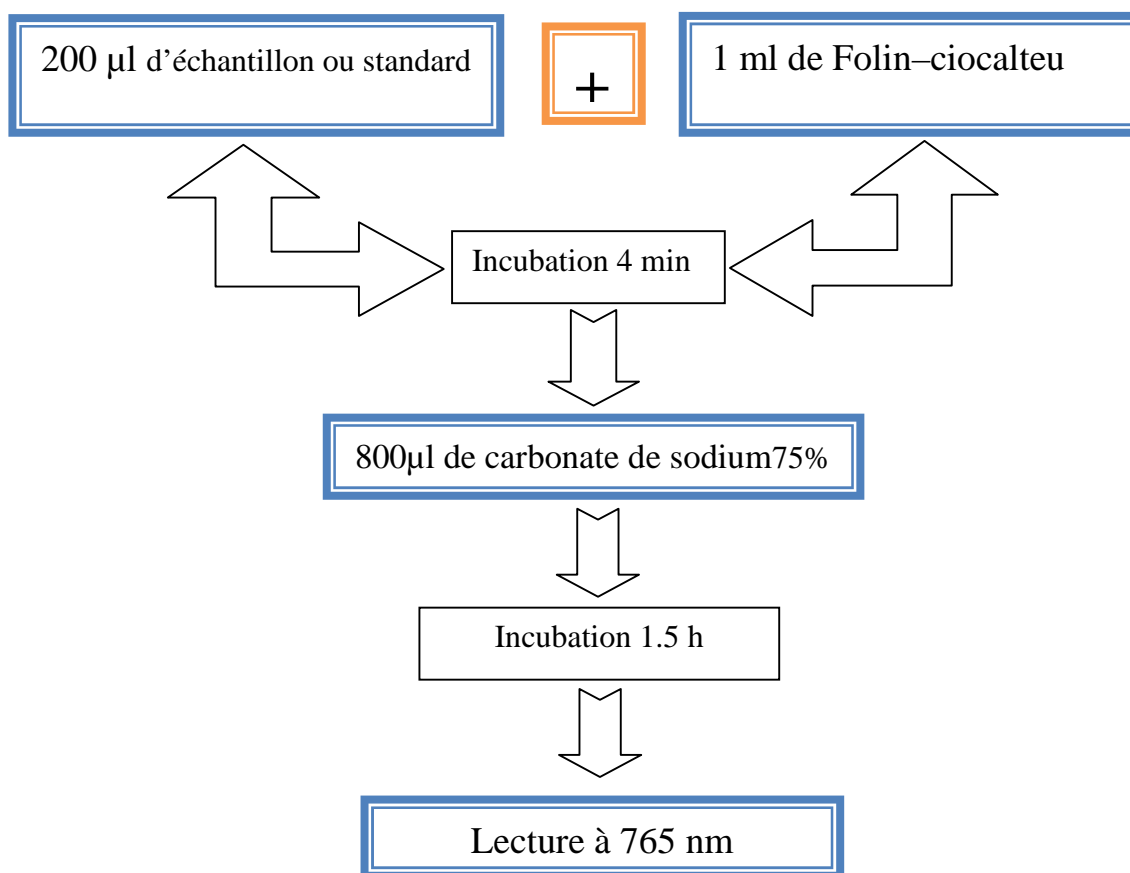 200 µl d’échantillon ou standard
+
1 ml de Folin–ciocalteu
Incubation 4 min
800µl de carbonate de sodium75%
Incubation 1.5 h
Lecture à 765 nm